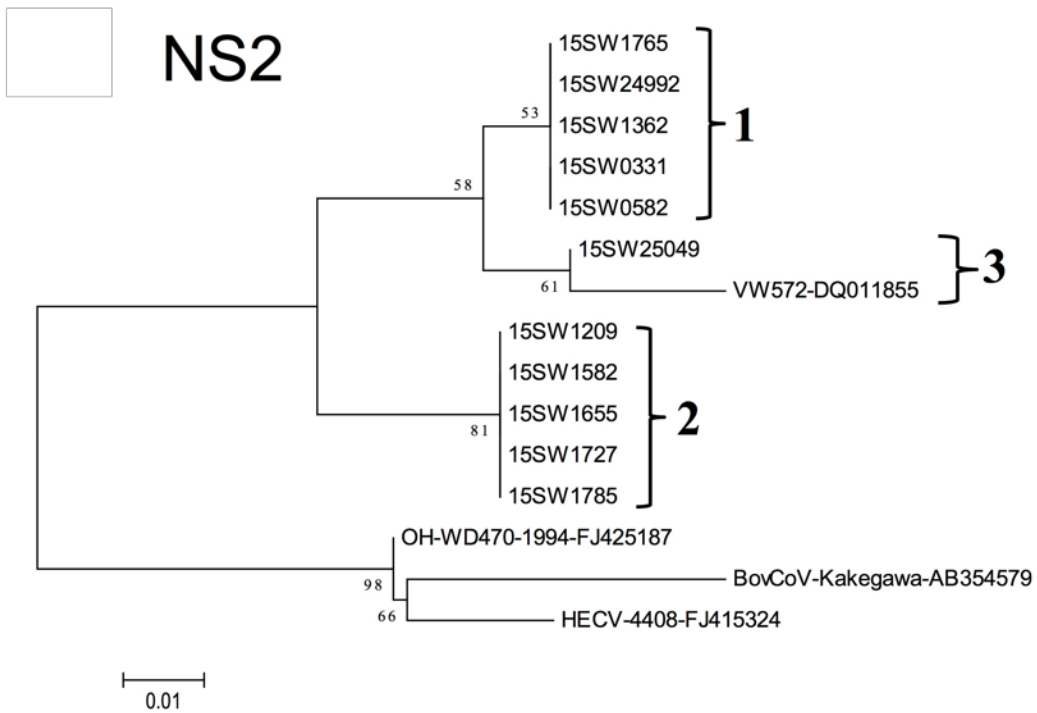 NS2
15SW1765
15SW24992
53
15SW1362
1
15SW0331
58
15SW0582
15SW25049
3
61
VW572-DQ011855
15SW1209
15SW1582
15SW1655
2
81
15SW1727
15SW1785
OH-WD470-1994-FJ425187
98
BovCoV-Kakegawa-AB354579
66
HECV-4408-FJ415324
0.01